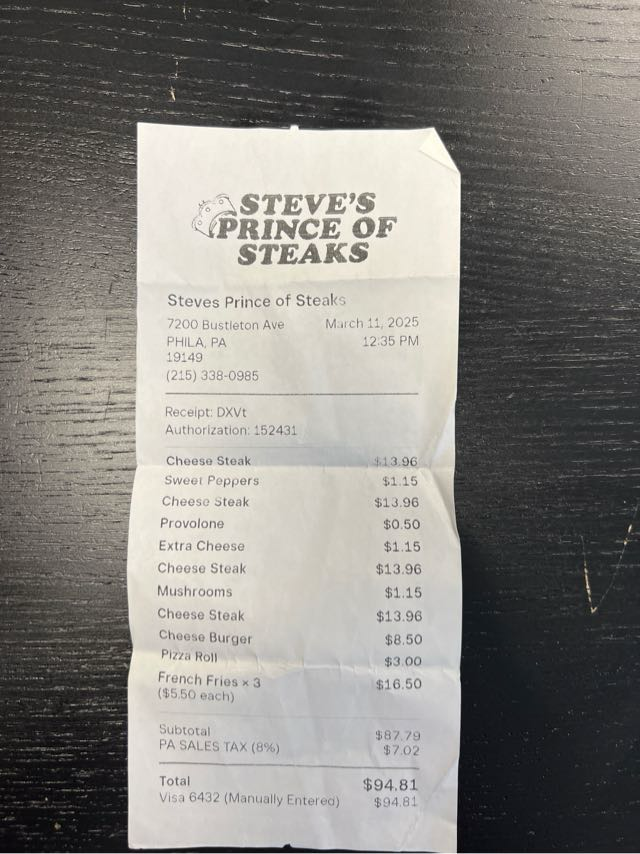 STEVE'S
PRINCE OF
STEAKS
Steves Prince of Steaks
7200 Bustleton Ave March 11, 2025
PHILA, PA 12:35 PM
19149
(215) 338-0985
Receipt: DXVt
Authorization: 152431
Cheese Steak $13.96
Sweet Peppers $1.15
Cheese Steak $13.96
Provolone $0.50
Extra Cheese $1.15
Cheese Steak $13.96
Mushrooms $1.15
Cheese Steak $13.96
Cheese Burger $8.50
Pizza Roll $3.00
French Fries × 3 $16.50
($5.50 each)
Subtotal $87.79
PA SALES TAX (8%) $7.02
Total $94.81
Visa 6432 (Manually Entered) $94.81